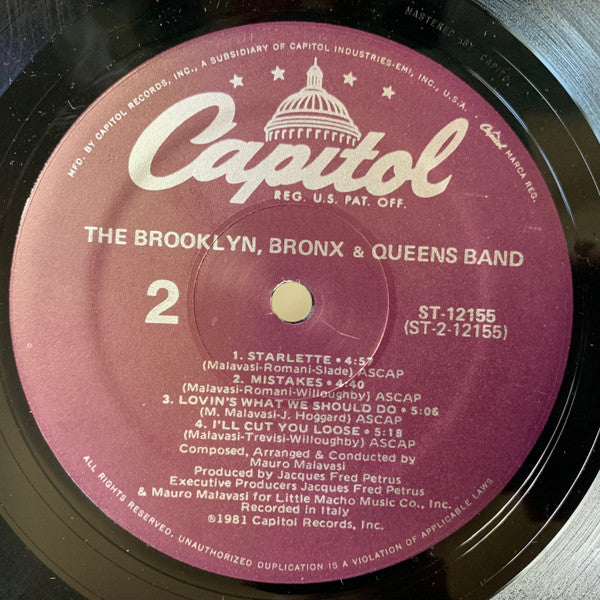 MASTERED BY CAPITOL
MFD. BY CAPITOL RECORDS, INC., A SUBSIDIARY OF CAPITOL INDUSTRIES-EMI, INC., U.S.A.
Capitol MARCA REG.
Capitol
REG. U.S. PAT. OFF.
THE BROOKLYN, BRONX & QUEENS BAND
2
ST-12155
(ST-2-12155)
1. STARLETTE • 4:57
(Malavasi-Romani-Slade) ASCAP
2. MISTAKES • 4:40
(Malavasi-Romani-Willoughby) ASCAP
3. LOVIN'S WHAT WE SHOULD DO • 5:06
(M. Malavasi-J. Hoggard) ASCAP
4. I'LL CUT YOU LOOSE • 5:18
(Malavasi-Trevisi-Willoughby) ASCAP
Composed, Arranged & Conducted by
Mauro Malavasi
Produced by Jacques Fred Petrus
Executive Producers Jacques Fred Petrus
& Mauro Malavasi for Little Macho Music Co., Inc.
Recorded in Italy
©1981 Capitol Records, Inc.
ALL RIGHTS RESERVED. UNAUTHORIZED DUPLICATION IS A VIOLATION OF APPLICABLE LAWS